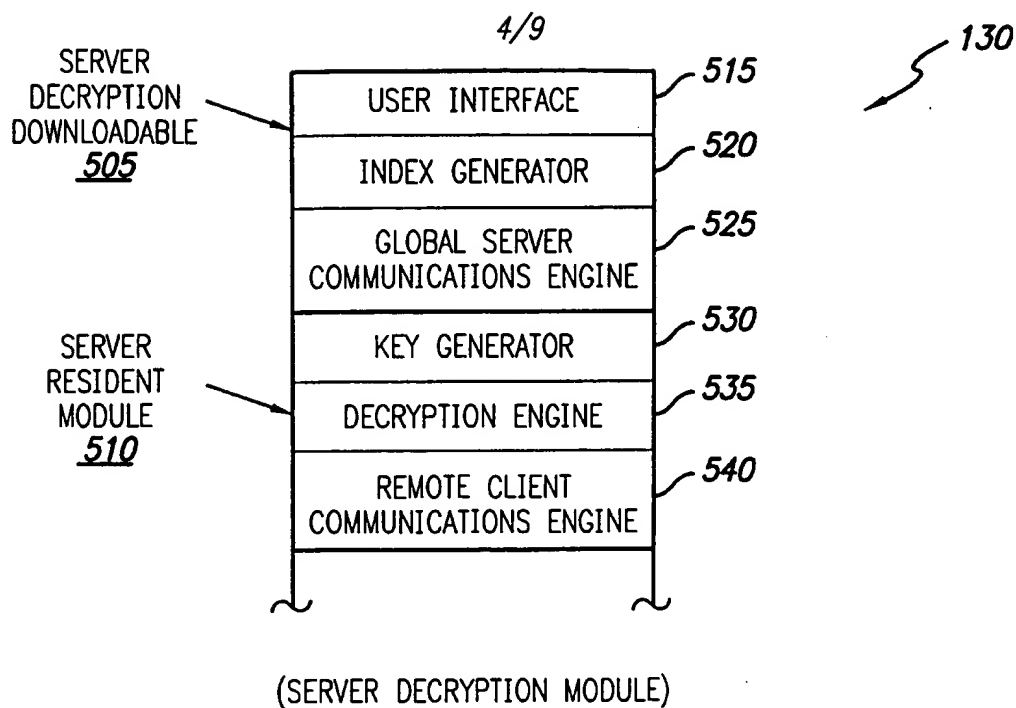 4/9
130
SERVER
DECRYPTION
DOWNLOADABLE
505
USER INTERFACE
515
INDEX GENERATOR
520
GLOBAL SERVER
COMMUNICATIONS ENGINE
525
SERVER
RESIDENT
MODULE
510
KEY GENERATOR
530
DECRYPTION ENGINE
535
REMOTE CLIENT
COMMUNICATIONS ENGINE
540
(SERVER DECRYPTION MODULE)